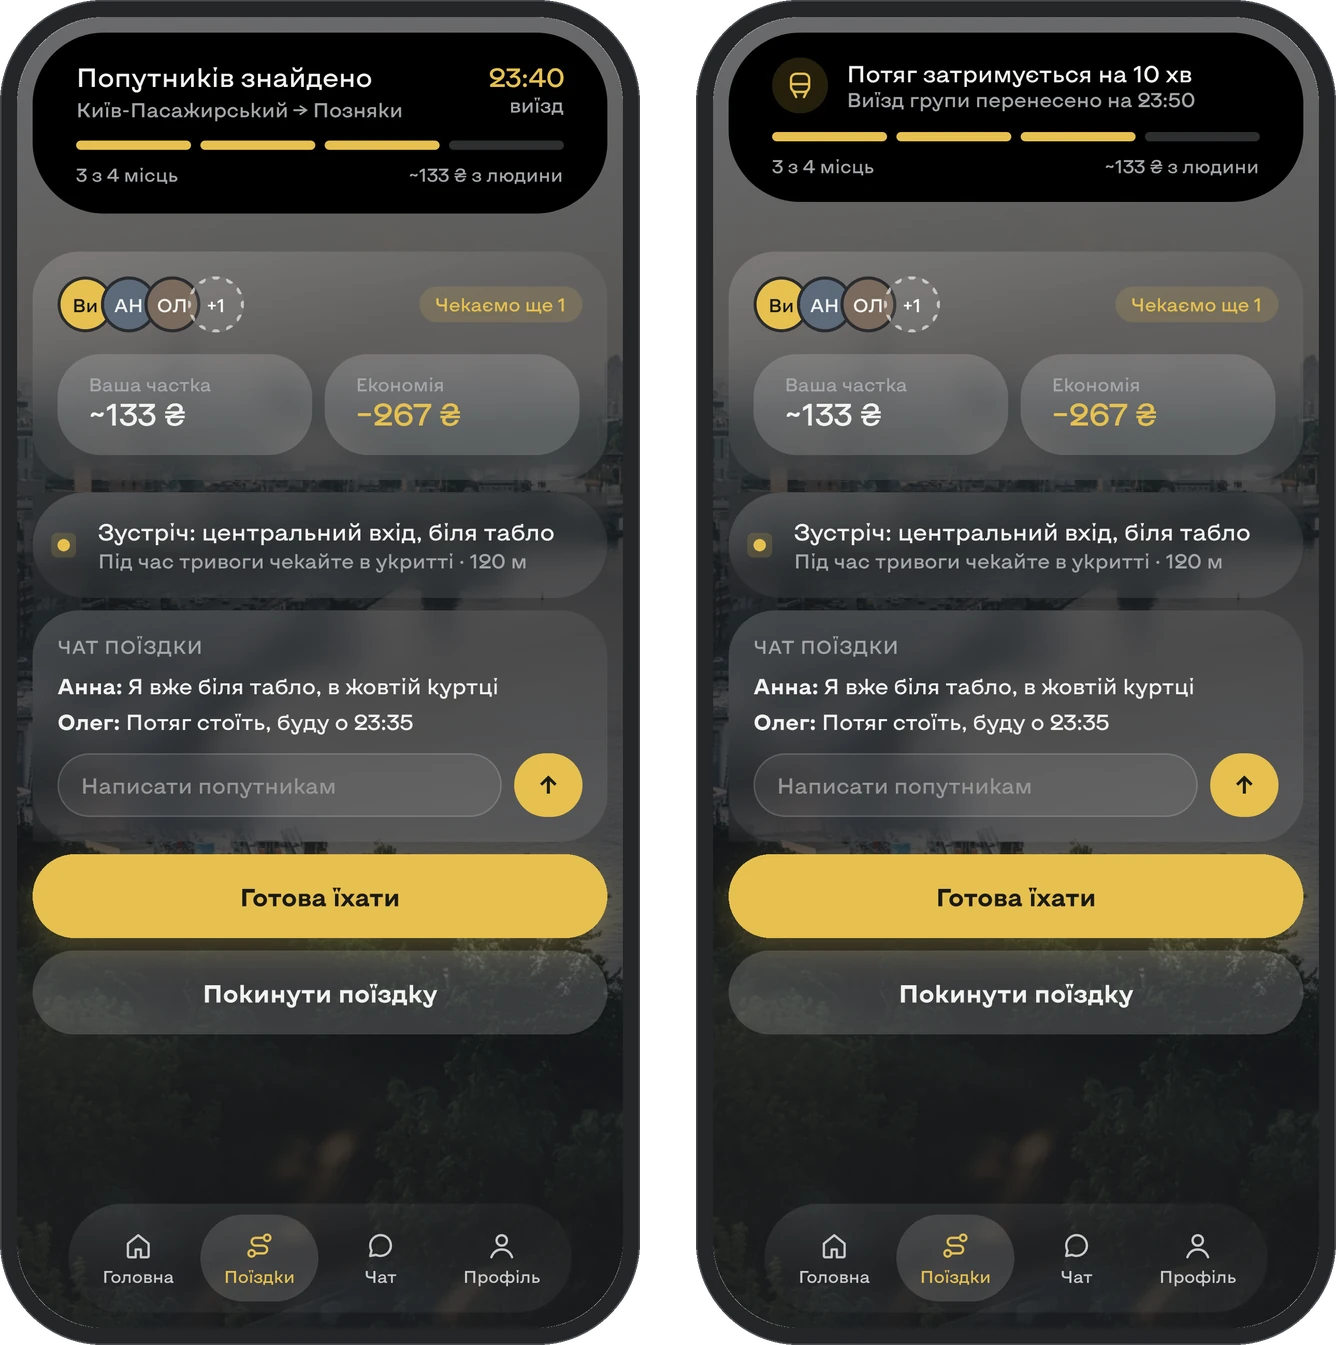 Попутників знайдено
23:40
Київ-Пасажирський → Позняки
виїзд
3 з 4 місць
~133 ₴ з людини
Ви АН ОЛ +1
Чекаємо ще 1
Ваша частка
~133 ₴
Економія
−267 ₴
Зустріч: центральний вхід, біля табло
Під час тривоги чекайте в укритті · 120 м
ЧАТ ПОЇЗДКИ
Анна: Я вже біля табло, в жовтій куртці
Олег: Потяг стоїть, буду о 23:35
Написати попутникам
Готова їхати
Покинути поїздку
Головна
Поїздки
Чат
Профіль
Потяг затримується на 10 хв
Виїзд групи перенесено на 23:50
3 з 4 місць
~133 ₴ з людини
Ви АН ОЛ +1
Чекаємо ще 1
Ваша частка
~133 ₴
Економія
−267 ₴
Зустріч: центральний вхід, біля табло
Під час тривоги чекайте в укритті · 120 м
ЧАТ ПОЇЗДКИ
Анна: Я вже біля табло, в жовтій куртці
Олег: Потяг стоїть, буду о 23:35
Написати попутникам
Готова їхати
Покинути поїздку
Головна
Поїздки
Чат
Профіль